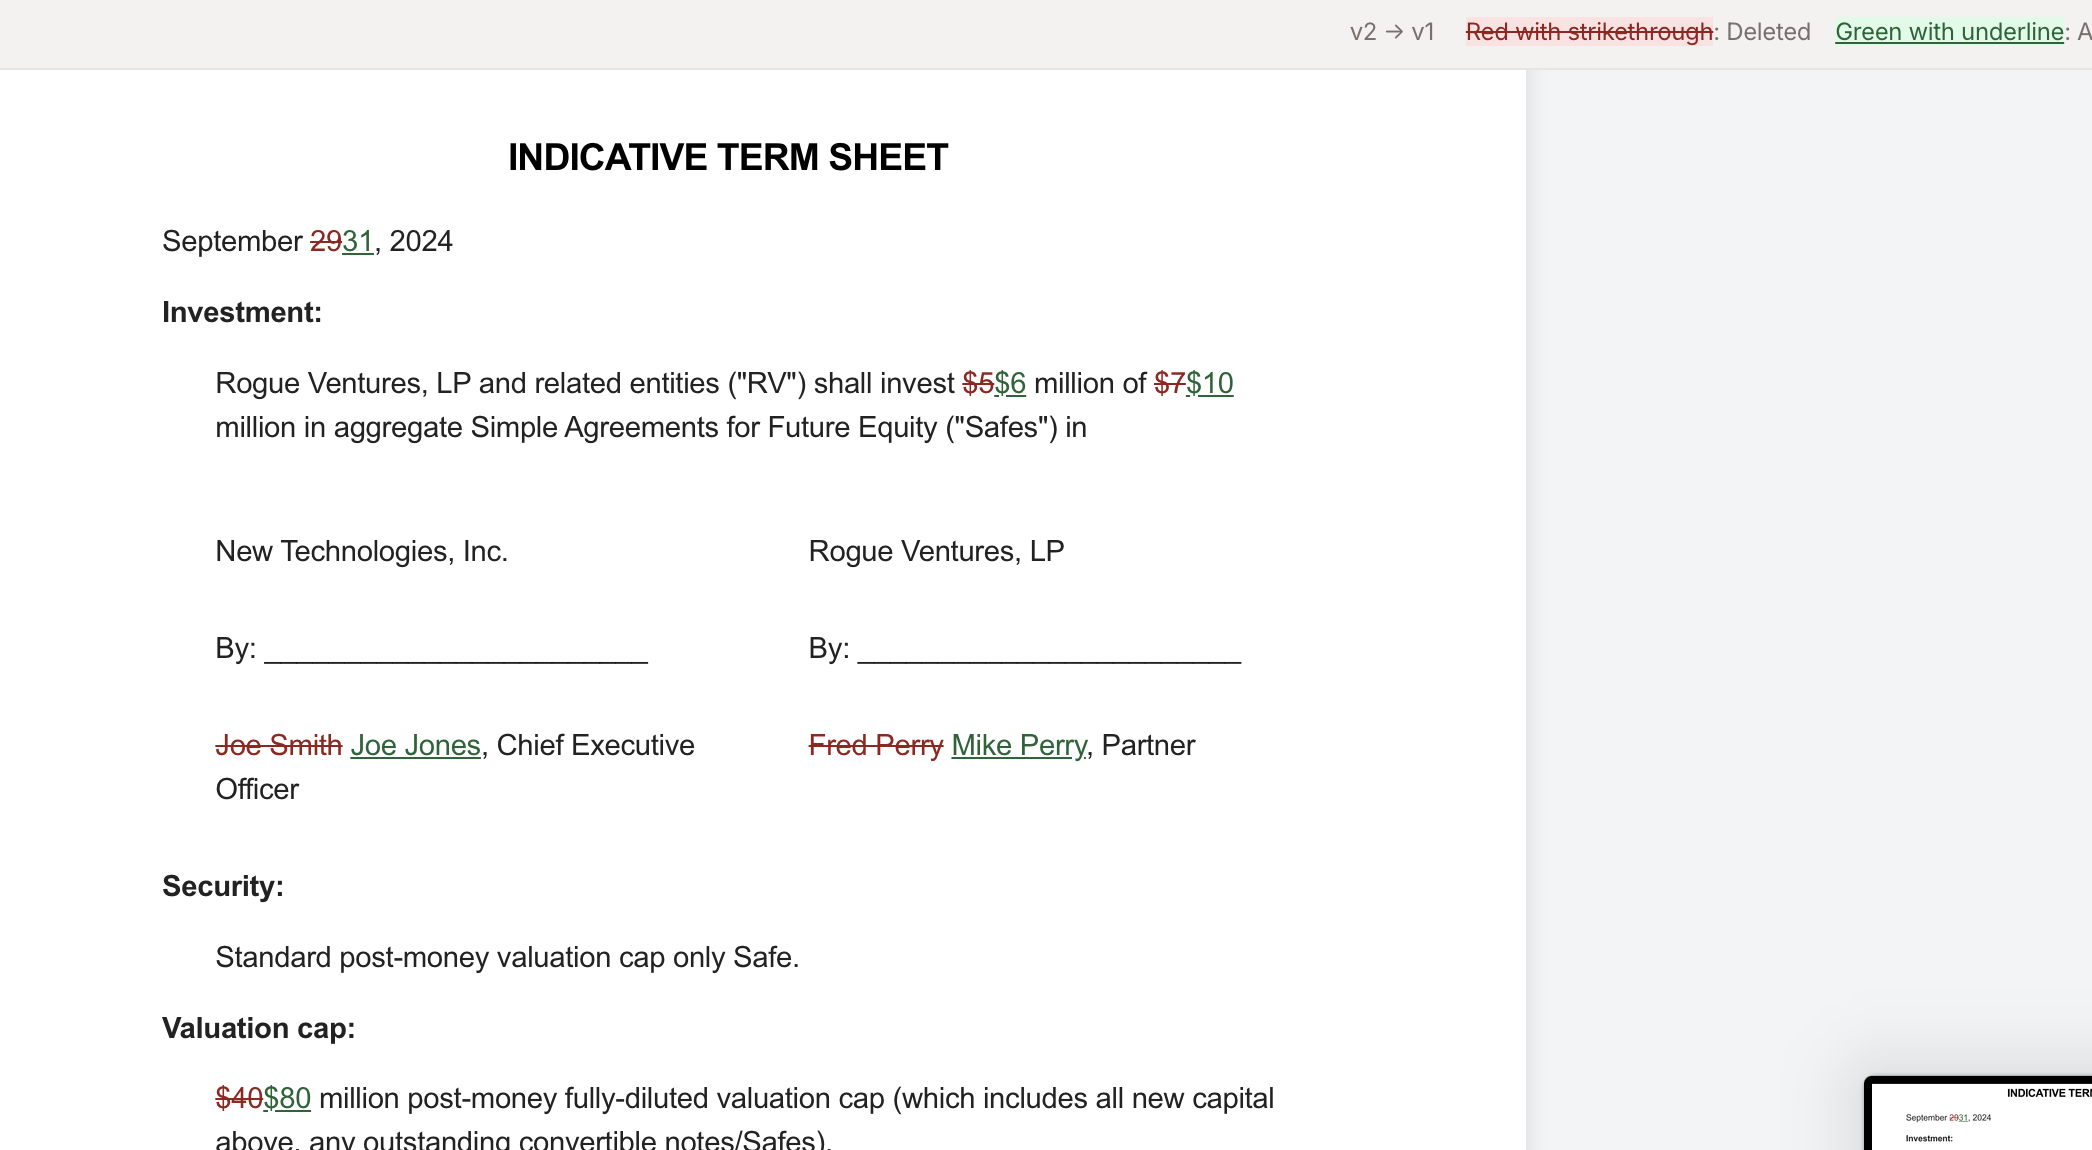 v2 → v1 Red with strikethrough: Deleted Green with underline: A
INDICATIVE TERM SHEET
September 2931, 2024
Investment:
Rogue Ventures, LP and related entities ("RV") shall invest $5$6 million of $7$10
million in aggregate Simple Agreements for Future Equity ("Safes") in
New Technologies, Inc. Rogue Ventures, LP
By: ________________________ By: ________________________
Joe Smith Joe Jones, Chief Executive Fred Perry Mike Perry, Partner
Officer
Security:
Standard post-money valuation cap only Safe.
Valuation cap:
$40$80 million post-money fully-diluted valuation cap (which includes all new capital
above, any outstanding convertible notes/Safes).
INDICATIVE TER
September 2931, 2024
Investment: